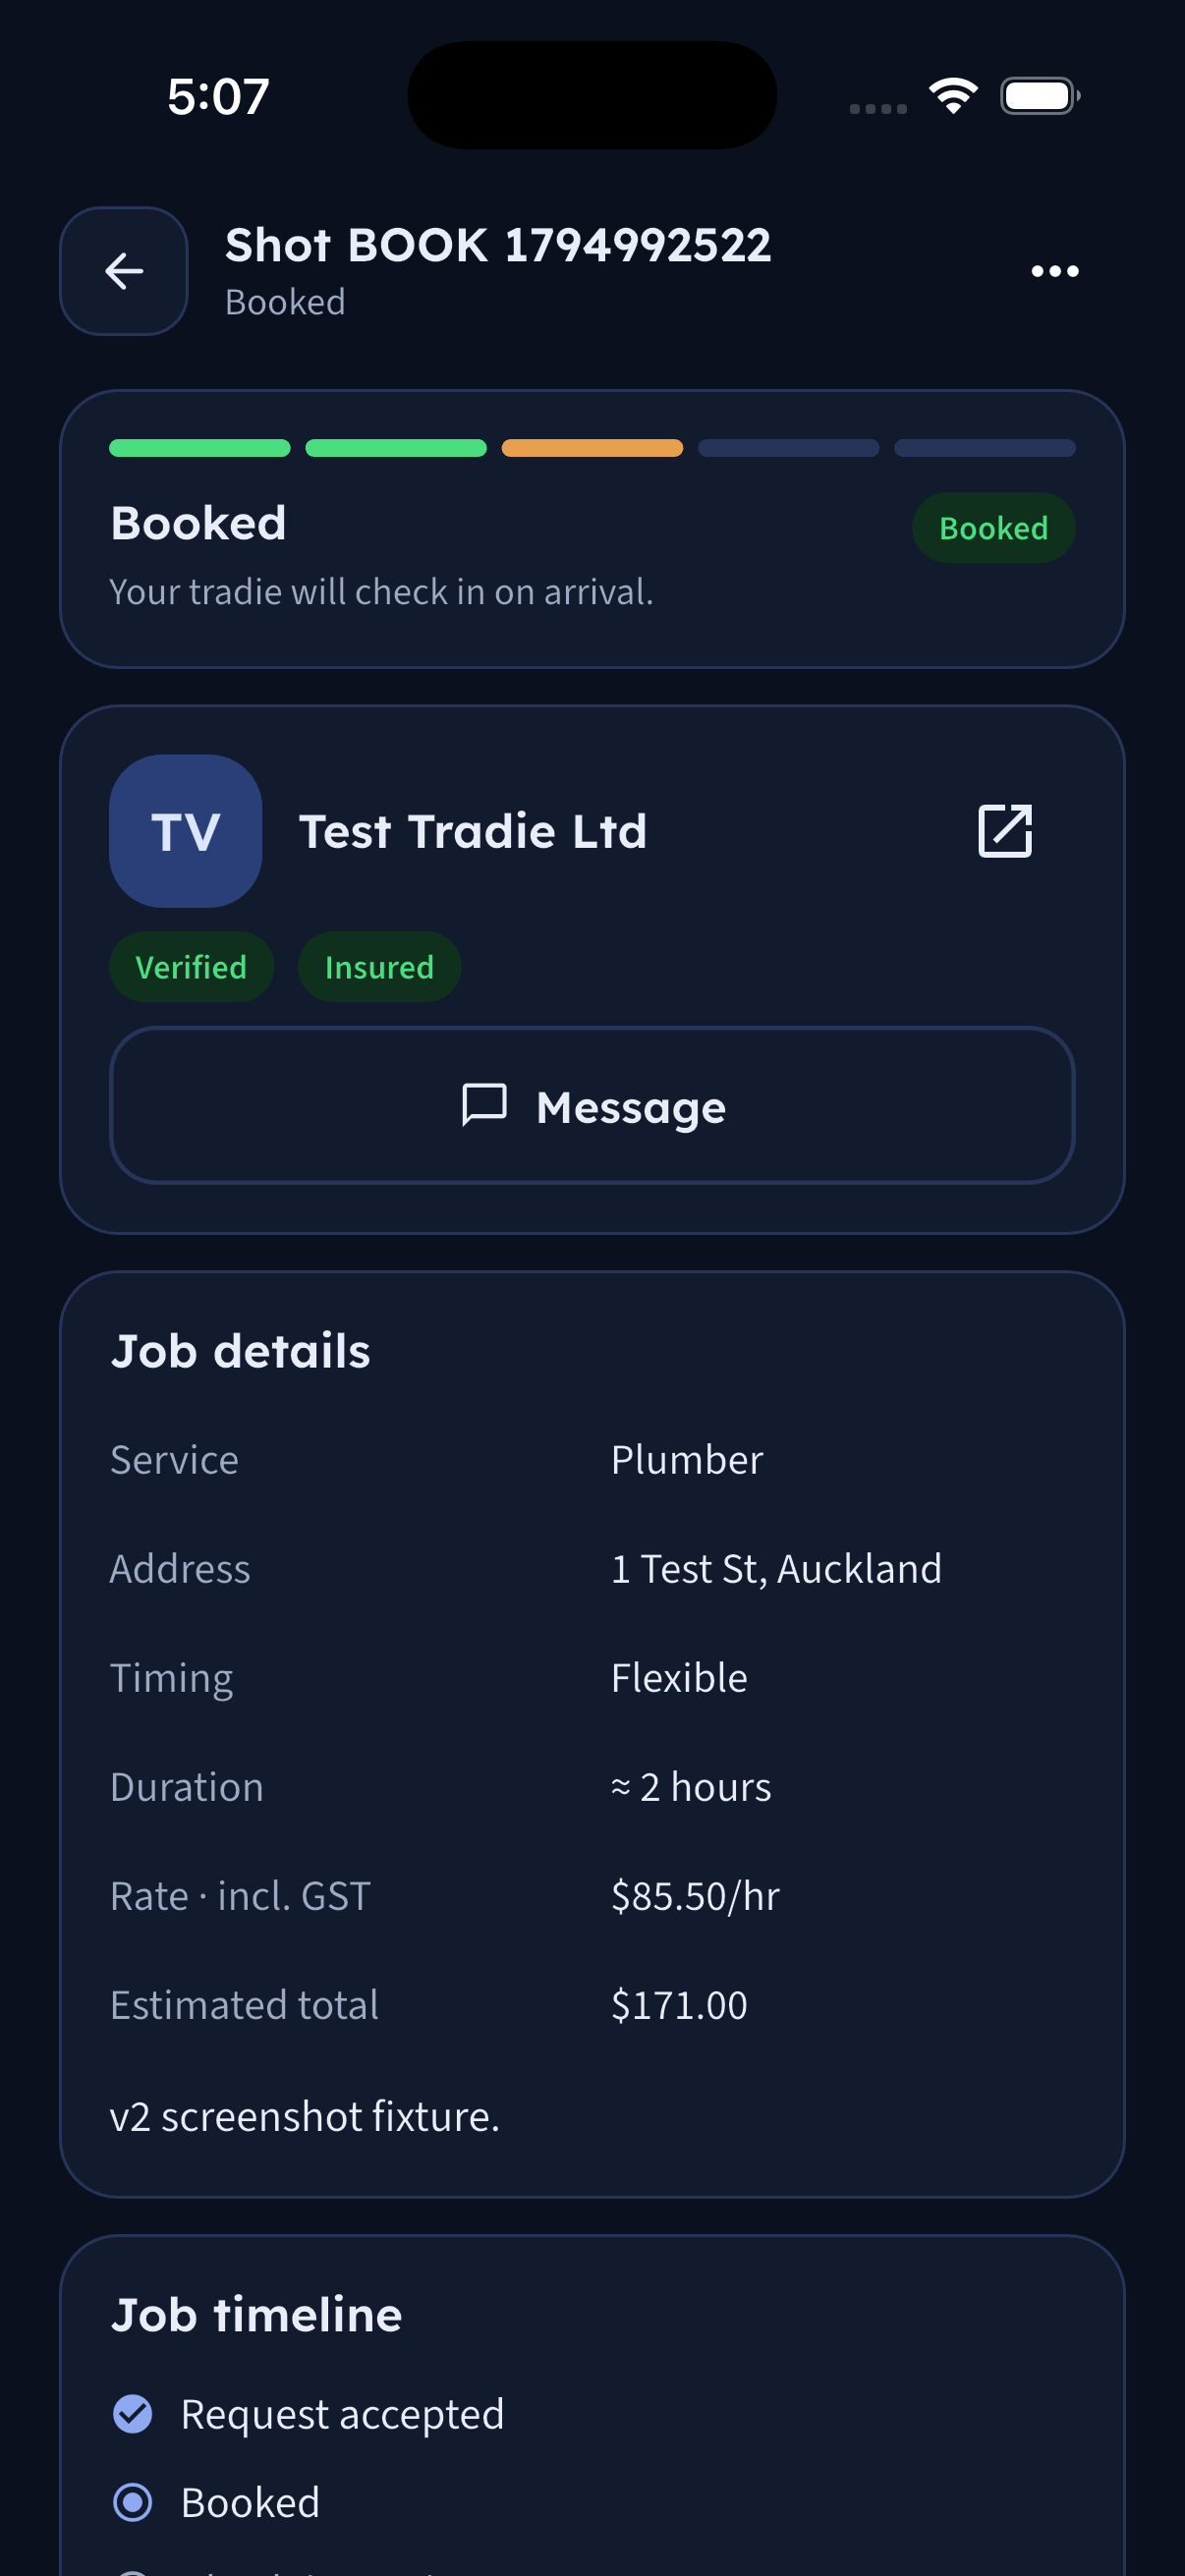 5:07
Shot BOOK 1794992522
Booked
Booked
Booked
Your tradie will check in on arrival.
TV
Test Tradie Ltd
Verified
Insured
Message
Job details
Service
Plumber
Address
1 Test St, Auckland
Timing
Flexible
Duration
≈ 2 hours
Rate · incl. GST
$85.50/hr
Estimated total
$171.00
v2 screenshot fixture.
Job timeline
Request accepted
Booked